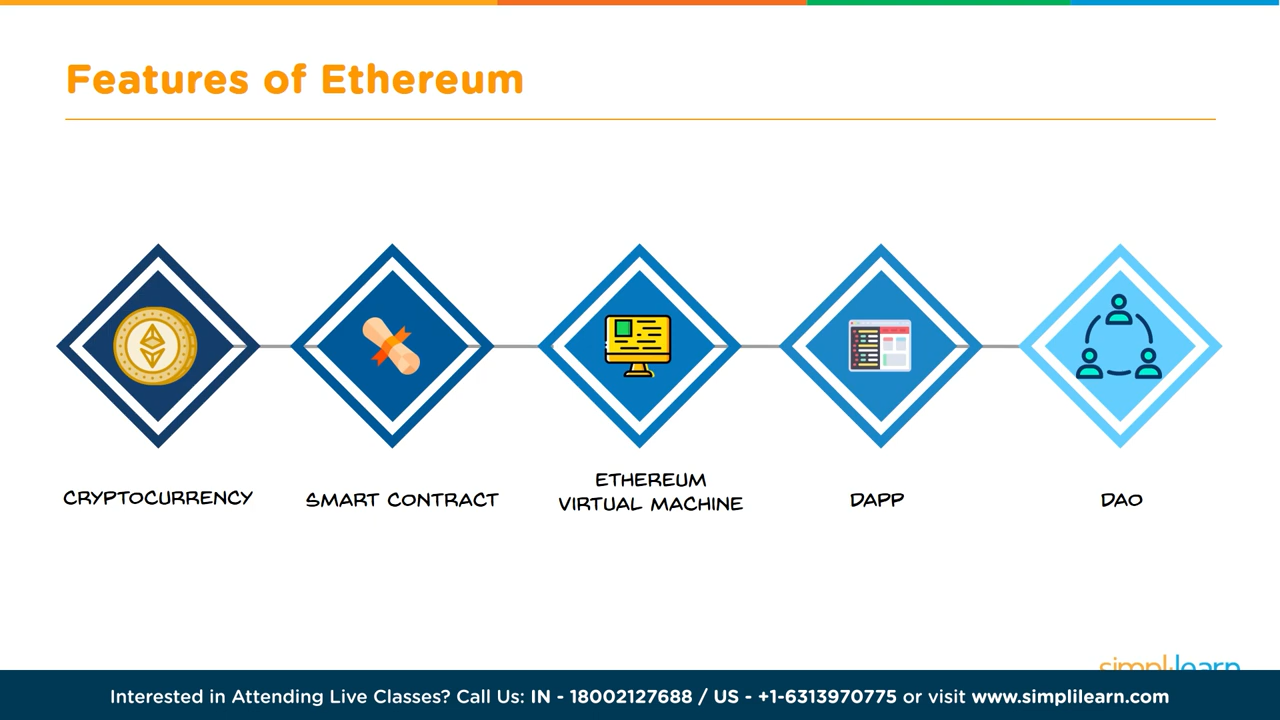 Features of Ethereum
CRYPTOCURRENCY
SMART CONTRACT
ETHEREUM
VIRTUAL MACHINE
DAPP
DAO
simplilearn
Interested in Attending Live Classes? Call Us: IN - 18002127688 / US - +1-6313970775 or visit www.simplilearn.com